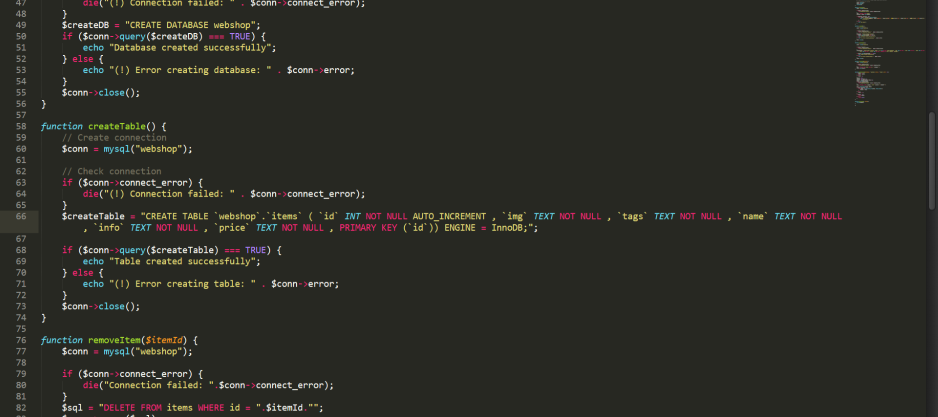 47 die("(!) Connection failed: " . $conn->connect_error);
48 }
49 $createDB = "CREATE DATABASE webshop";
50 if ($conn->query($createDB) === TRUE) {
51 echo "Database created successfully";
52 } else {
53 echo "(!) Error creating database: " . $conn->error;
54 }
55 $conn->close();
56 }
57
58 function createTable() {
59 // Create connection
60 $conn = mysql("webshop");
61
62 // Check connection
63 if ($conn->connect_error) {
64 die("(!) Connection failed: " . $conn->connect_error);
65 }
66 $createTable = "CREATE TABLE `webshop`.`items` ( `id` INT NOT NULL AUTO_INCREMENT , `img` TEXT NOT NULL , `tags` TEXT NOT NULL , `name` TEXT NOT NULL
, `info` TEXT NOT NULL , `price` TEXT NOT NULL , PRIMARY KEY (`id`)) ENGINE = InnoDB;";
67
68 if ($conn->query($createTable) === TRUE) {
69 echo "Table created successfully";
70 } else {
71 echo "(!) Error creating table: " . $conn->error;
72 }
73 $conn->close();
74 }
75
76 function removeItem($itemId) {
77 $conn = mysql("webshop");
78
79 if ($conn->connect_error) {
80 die("Connection failed: ".$conn->connect_error);
81 }
82 $sql = "DELETE FROM items WHERE id = ".$itemId."";